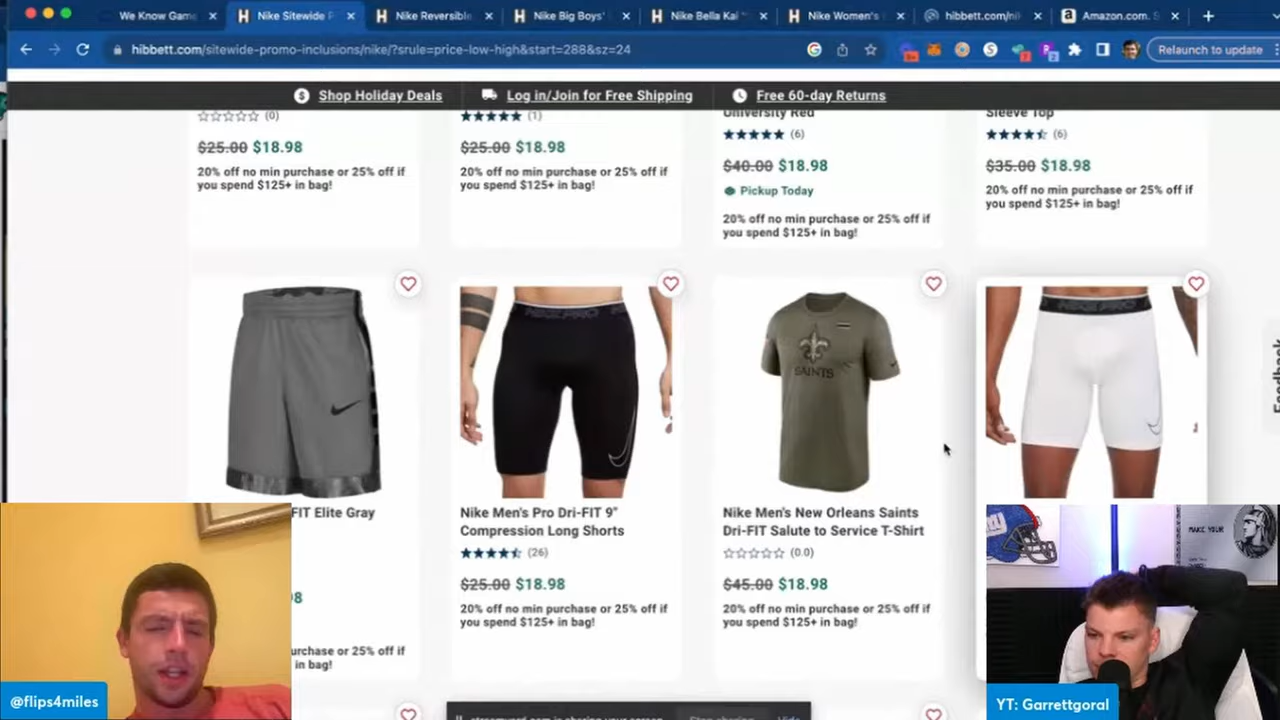 We Know Game
Nike Sitewide P
Nike Reversible
Nike Big Boys'
Nike Bella Kai
Nike Women's
hibbett.com/ni
Amazon.com. S
hibbett.com/sitewide-promo-inclusions/nike/?srule=price-low-high&start=288&sz=24
Relaunch to update
Shop Holiday Deals
Log in/Join for Free Shipping
Free 60-day Returns
(0)
$25.00 $18.98
20% off no min purchase or 25% off if
you spend $125+ in bag!
(1)
$25.00 $18.98
20% off no min purchase or 25% off if
you spend $125+ in bag!
University Red
(6)
$40.00 $18.98
Pickup Today
20% off no min purchase or 25% off if
you spend $125+ in bag!
Sleeve Top
(6)
$35.00 $18.98
20% off no min purchase or 25% off if
you spend $125+ in bag!
Feedback
SAINTS
FIT Elite Gray
98
urchase or 25% off if
in bag!
Nike Men's Pro Dri-FIT 9"
Compression Long Shorts
(26)
$25.00 $18.98
20% off no min purchase or 25% off if
you spend $125+ in bag!
Nike Men's New Orleans Saints
Dri-FIT Salute to Service T-Shirt
(0.0)
$45.00 $18.98
20% off no min purchase or 25% off if
you spend $125+ in bag!
MAKE YOUR
@flips4miles
YT: Garrettgoral